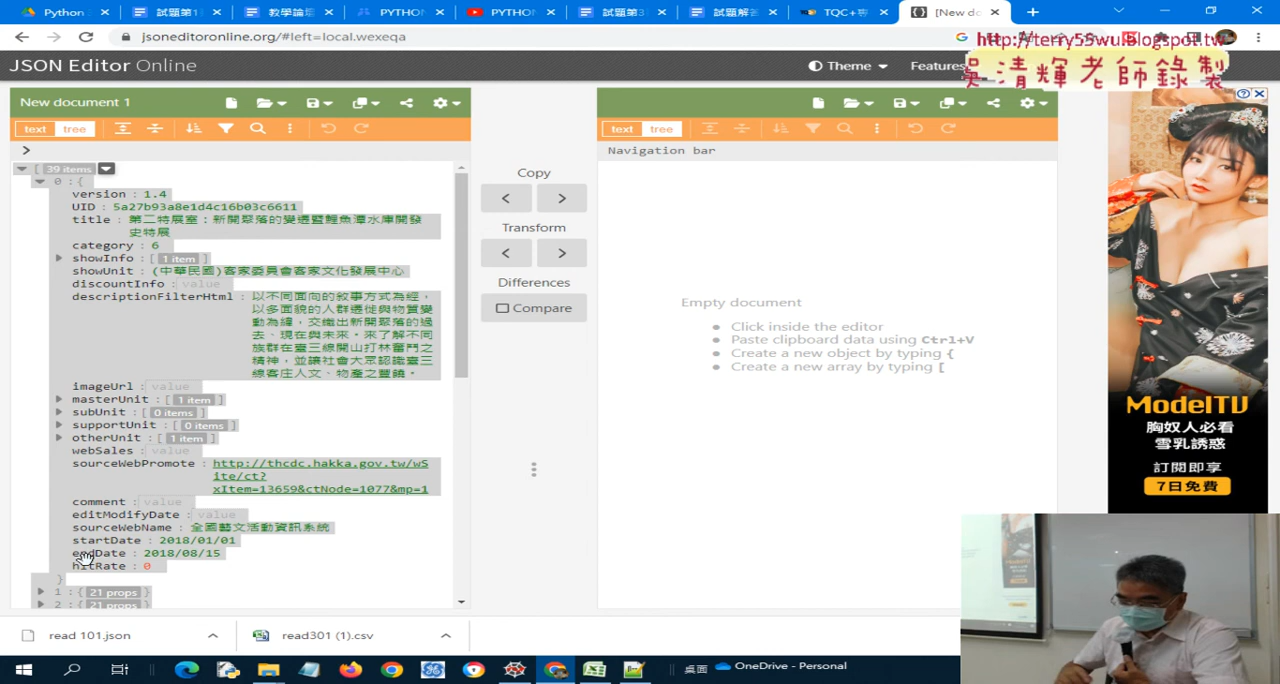 Python
試題第1
教學論壇
PYTHON
PYTHON
試題第3
試題解答
TQC+專
[New do
jsoneditoronline.org/#left=local.wexeqa
http://terry55wu.blogspot.tw
吳清輝老師錄製
JSON Editor Online
Theme
Features
New document 1
text tree
text tree
Navigation bar
[ 39 items ]
0 : {
version : 1.4
UID : 5a27b93a8e1d4c16b03c6611
title : 第二特展室：新開聚落的變遷暨鯉魚潭水庫開發
史特展
category : 6
showInfo : [ 1 item ]
showUnit : (中華民國)客家委員會客家文化發展中心
discountInfo : value
descriptionFilterHtml : 以不同面向的敘事方式為經，
以多面貌的人群遷徙與物質變
動為緯，交織出新開聚落的過
去、現在與未來。來了解不同
族群在臺三線開山打林奮鬥之
精神，並讓社會大眾認識臺三
線客庄人文、物產之豐饒。
imageUrl : value
masterUnit : [ 1 item ]
subUnit : [ 0 items ]
supportUnit : [ 0 items ]
otherUnit : [ 1 item ]
webSales : value
sourceWebPromote : http://thcdc.hakka.gov.tw/wS
ite/ct?
xItem=13659&ctNode=1077&mp=1
comment : value
editModifyDate : value
sourceWebName : 全國藝文活動資訊系統
startDate : 2018/01/01
endDate : 2018/08/15
hitRate : 0
}
1 : { 21 props }
2 : { 21 props }
Copy
< >
Transform
< >
Differences
Compare
Empty document
Click inside the editor
Paste clipboard data using Ctrl+V
Create a new object by typing {
Create a new array by typing [
ModelTV
胸奴人必看
雪乳誘惑
訂閱即享
7日免費
read 101.json
read301 (1).csv
桌面
OneDrive - Personal